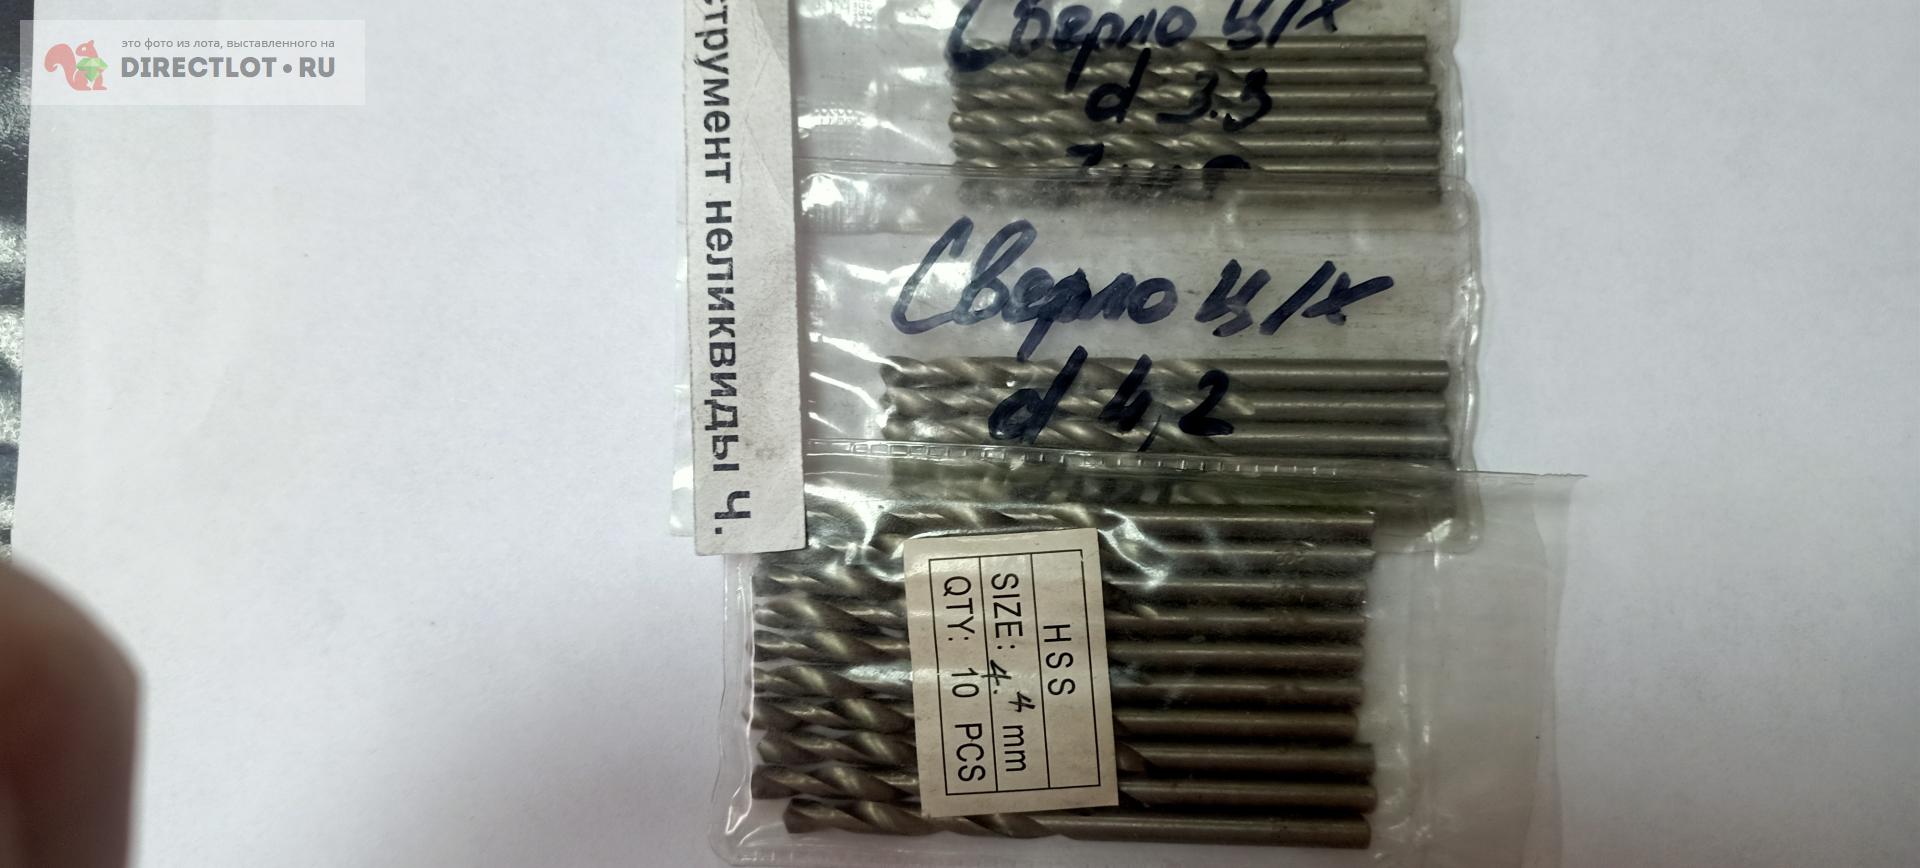 это фото из лота, выставленного на
DIRECTLOT•RU
струмент неликвиды Ч.
Сверло ц/х
d 3.3
Сверло ц/х
d 4,2
HSS
SIZE: 4.4 mm
QTY: 10 PCS